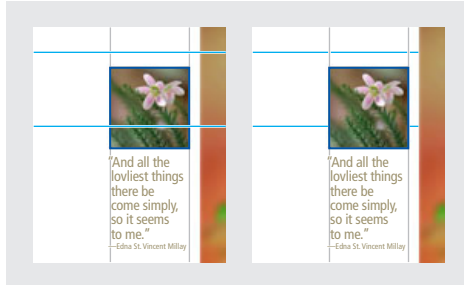 “And all the
lovliest things
there be
come simply,
so it seems
to me.”
—Edna St. Vincent Millay
“And all the
lovliest things
there be
come simply,
so it seems
to me.”
—Edna St. Vincent Millay